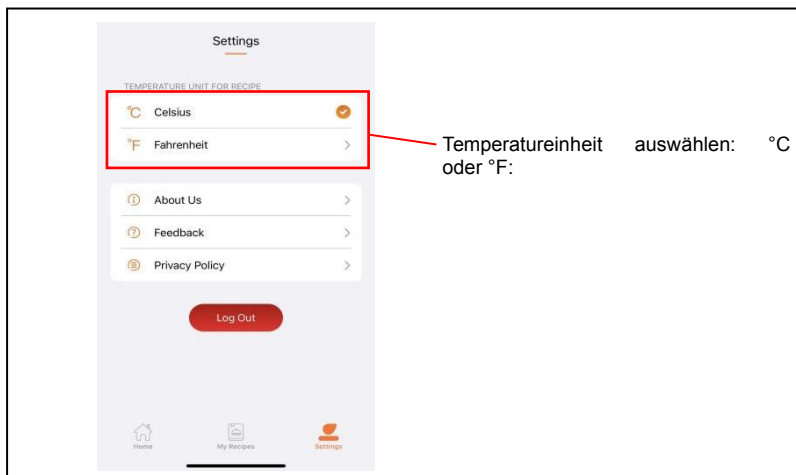 Settings
TEMPERATURE UNIT FOR RECIPE
°C Celsius
°F Fahrenheit
Temperatureinheit auswählen: °C
oder °F:
About Us
Feedback
Privacy Policy
Log Out
Home My Recipes Settings